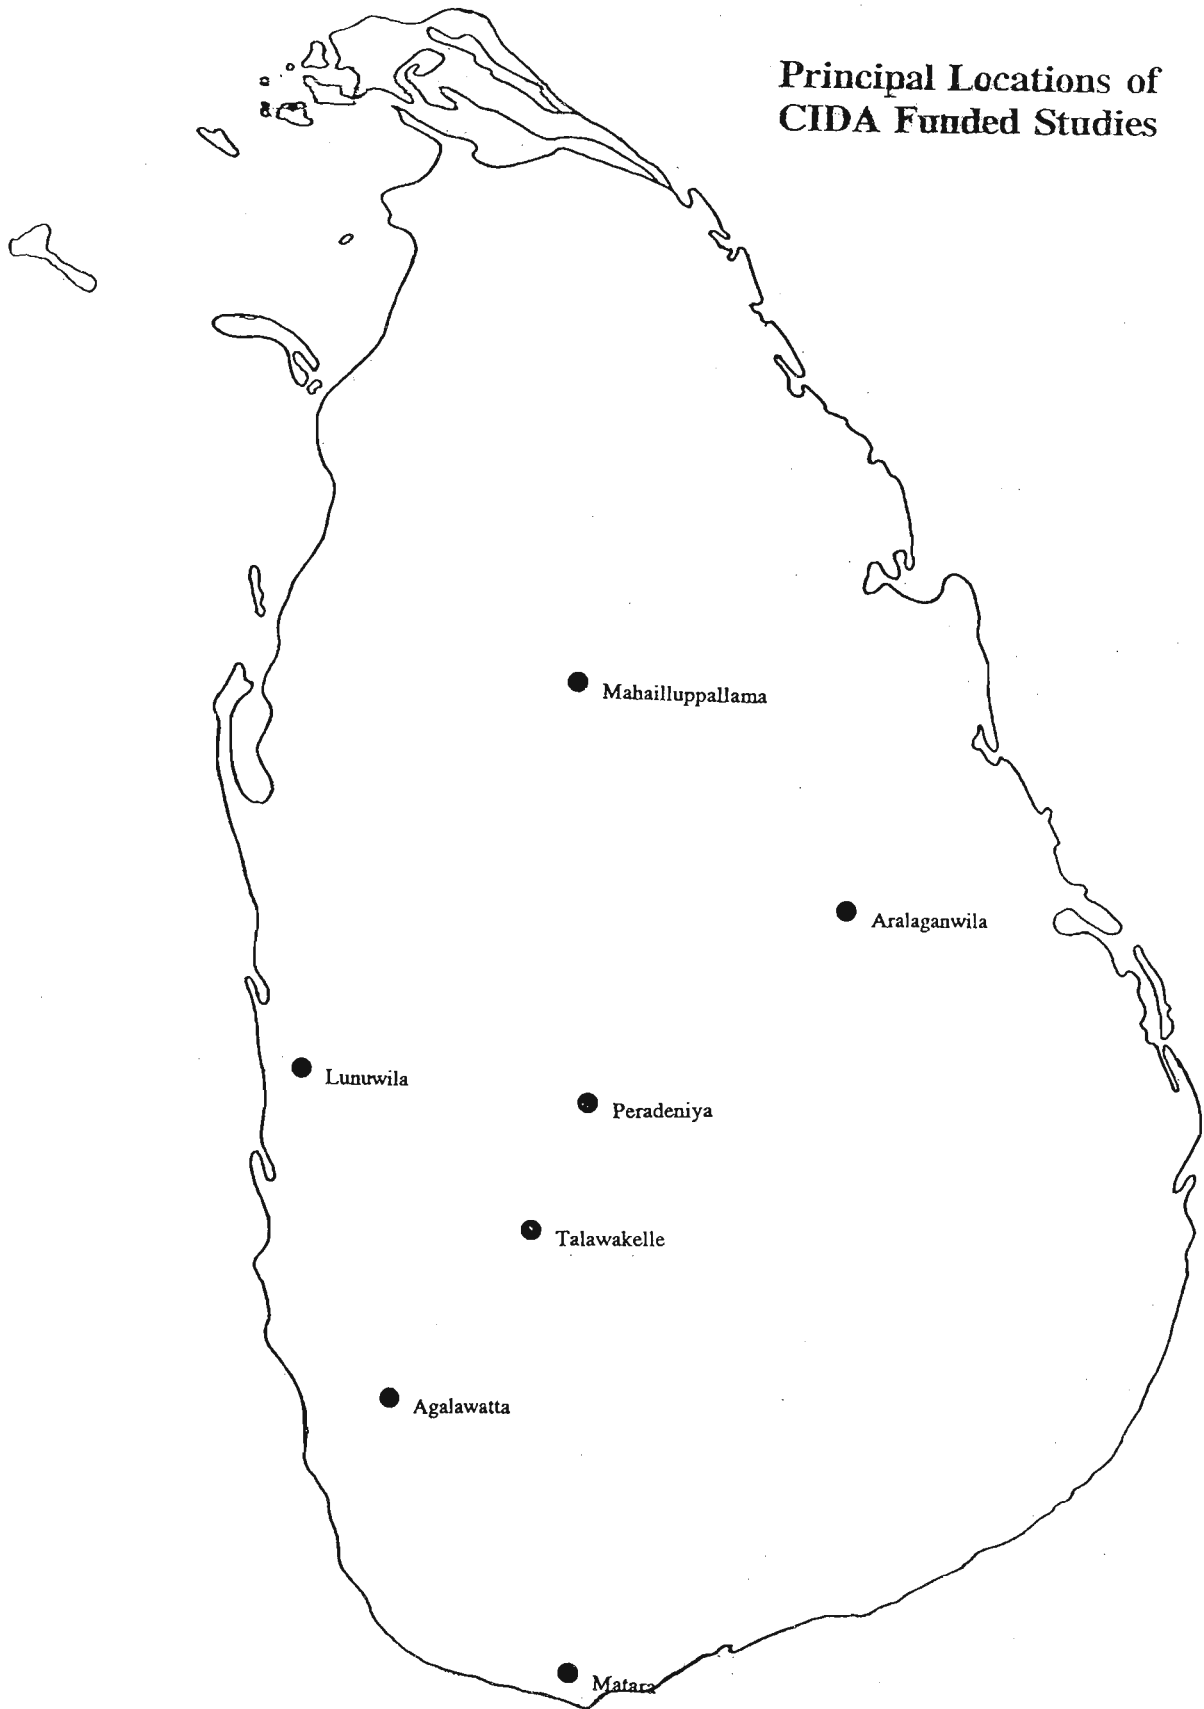 Principal Locations of
CIDA Funded Studies
Mahailluppallama
Aralaganwila
Lunuwila
Peradeniya
Talawakelle
Agalawatta
Matara